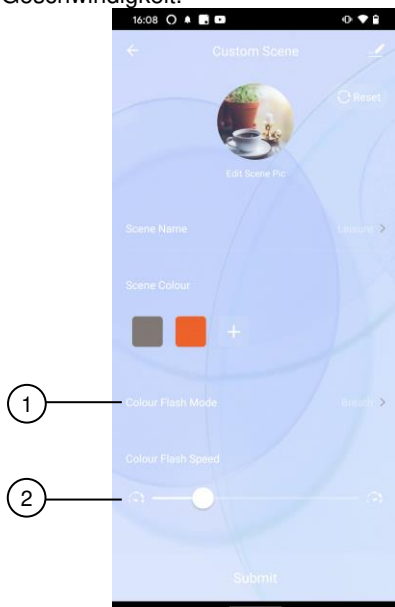 Geschwindigkeit.
16:08
Custom Scene
Reset
Edit Scene Pic
Scene Name Leisure >
Scene Colour
+
1 Colour Flash Mode Breath >
Colour Flash Speed
2
Submit